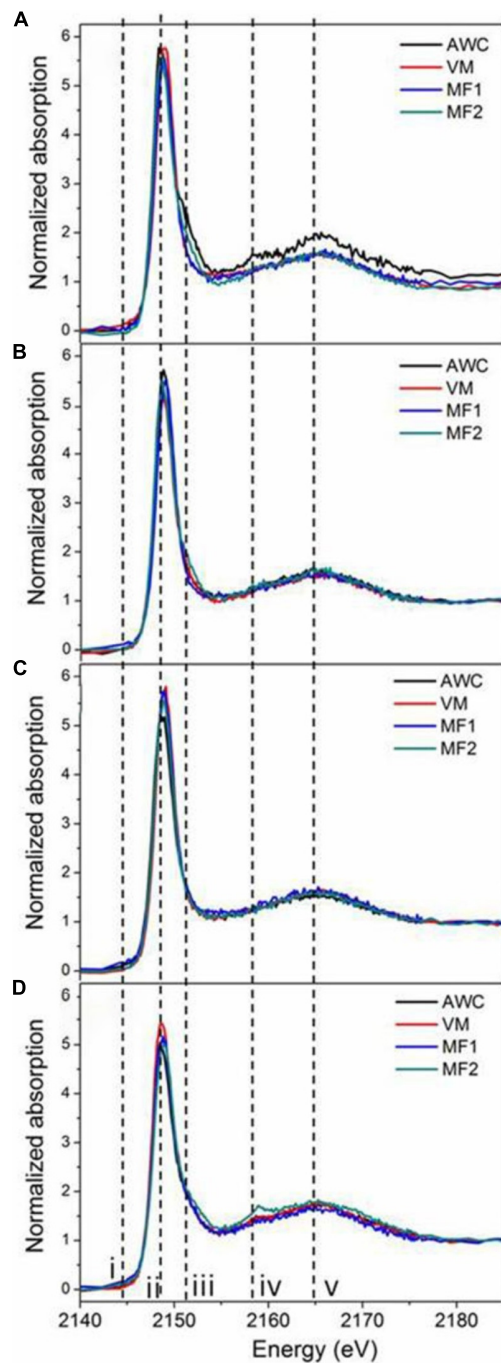 A
Normalized absorption
6
5
4
3
2
1
0
AWC
VM
MF1
MF2
B
Normalized absorption
6
5
4
3
2
1
0
AWC
VM
MF1
MF2
C
Normalized absorption
6
5
4
3
2
1
0
AWC
VM
MF1
MF2
D
Normalized absorption
6
5
4
3
2
1
0
AWC
VM
MF1
MF2
i ii iii iv v
2140 2145 2150 2160 2170 2180
Energy (eV)